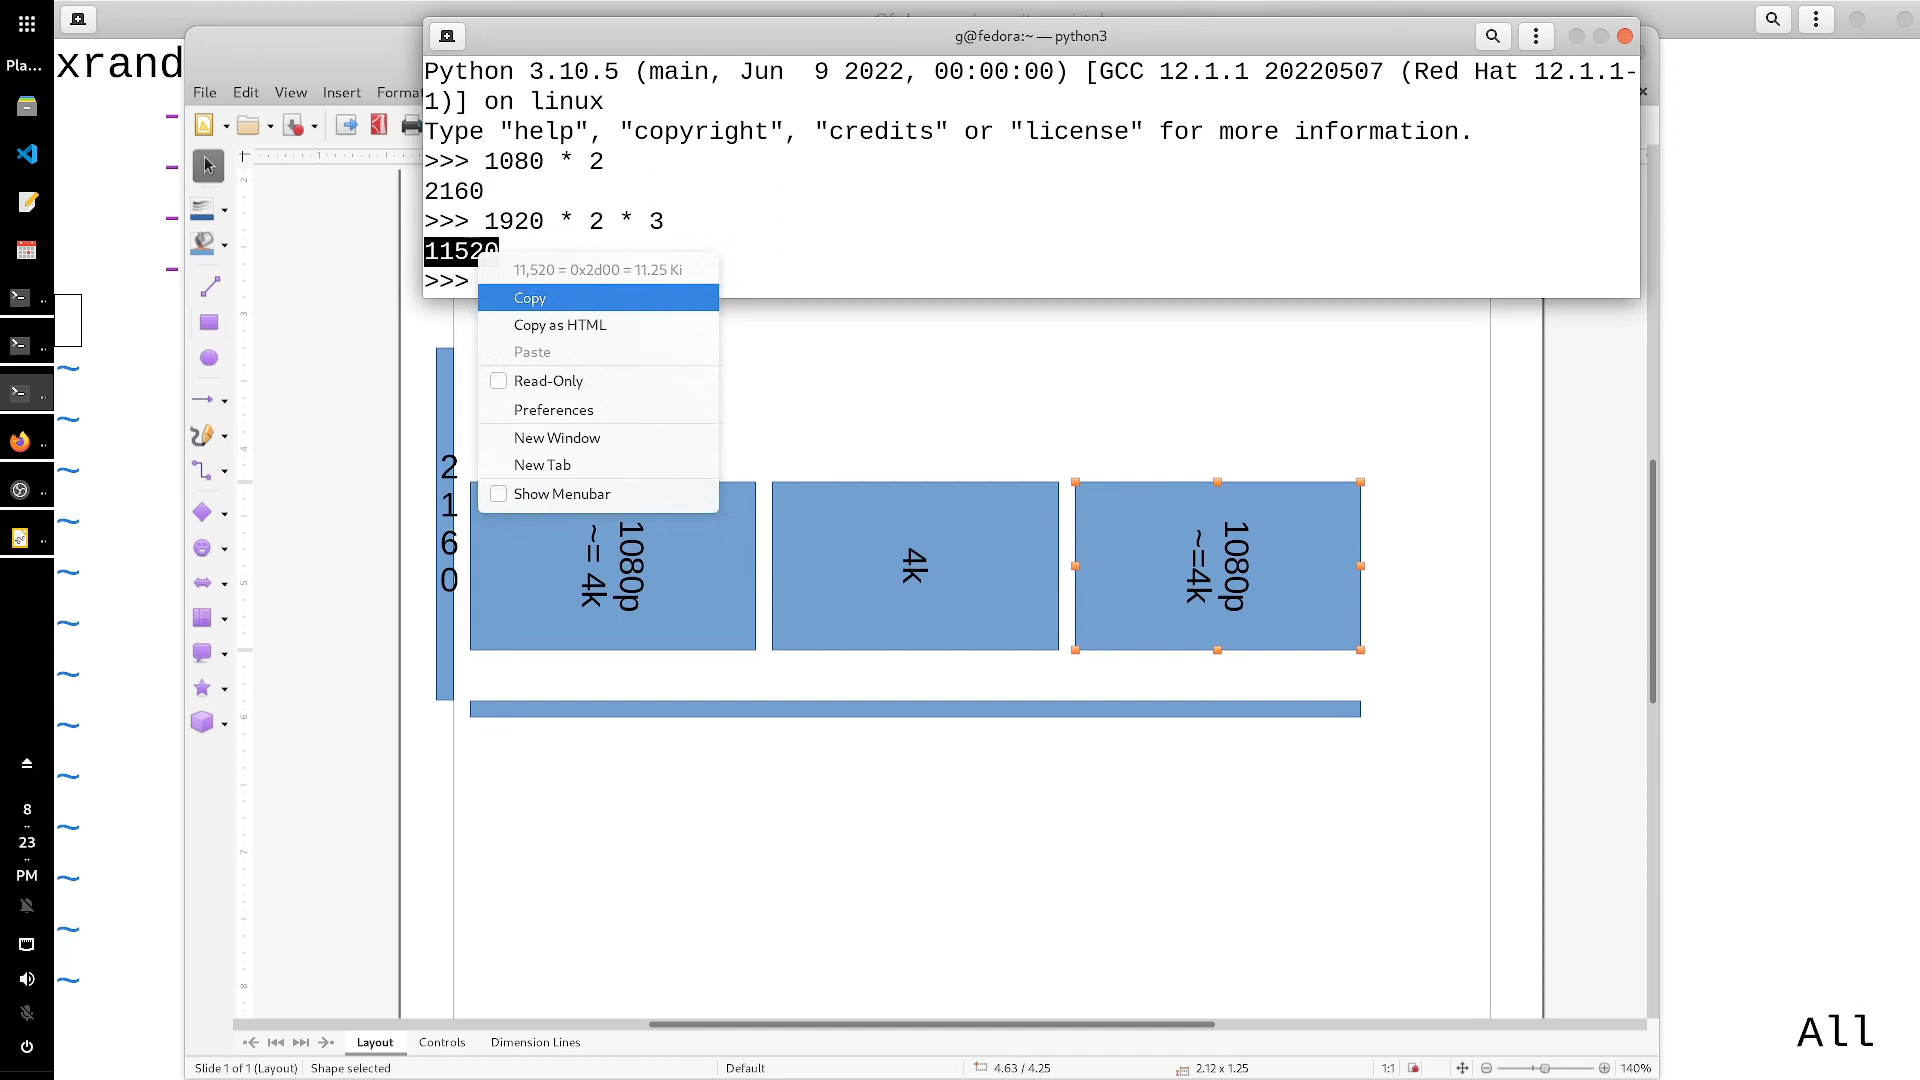 g@fedora:~ — python3
Pla...
xrand
File Edit View Insert Forma
Python 3.10.5 (main, Jun  9 2022, 00:00:00) [GCC 12.1.1 20220507 (Red Hat 12.1.1-
1)] on linux
Type "help", "copyright", "credits" or "license" for more information.
>>> 1080 * 2
2160
>>> 1920 * 2 * 3
11520
>>>
11,520 = 0x2d00 = 11.25 Ki
Copy
Copy as HTML
Paste
Read-Only
Preferences
New Window
New Tab
Show Menubar
2160
1080p
~= 4k
4k
1080p
~=4k
8
23
PM
All
Layout Controls Dimension Lines
Slide 1 of 1 (Layout) Shape selected Default 4.63 / 4.25 2.12 x 1.25 1:1 140%